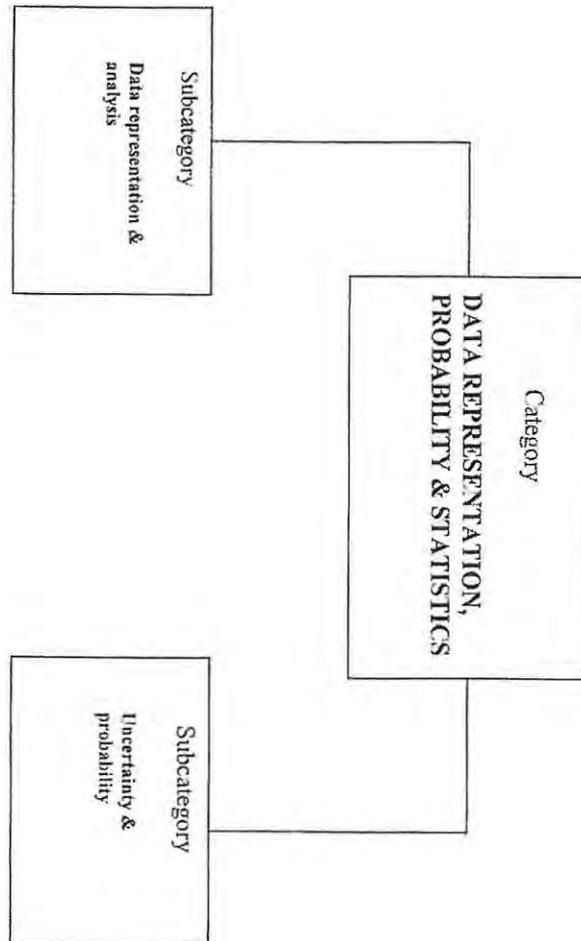 Category
DATA REPRESENTATION,
PROBABILITY & STATISTICS
Subcategory
Data representation &
analysis
Subcategory
Uncertainty &
probability